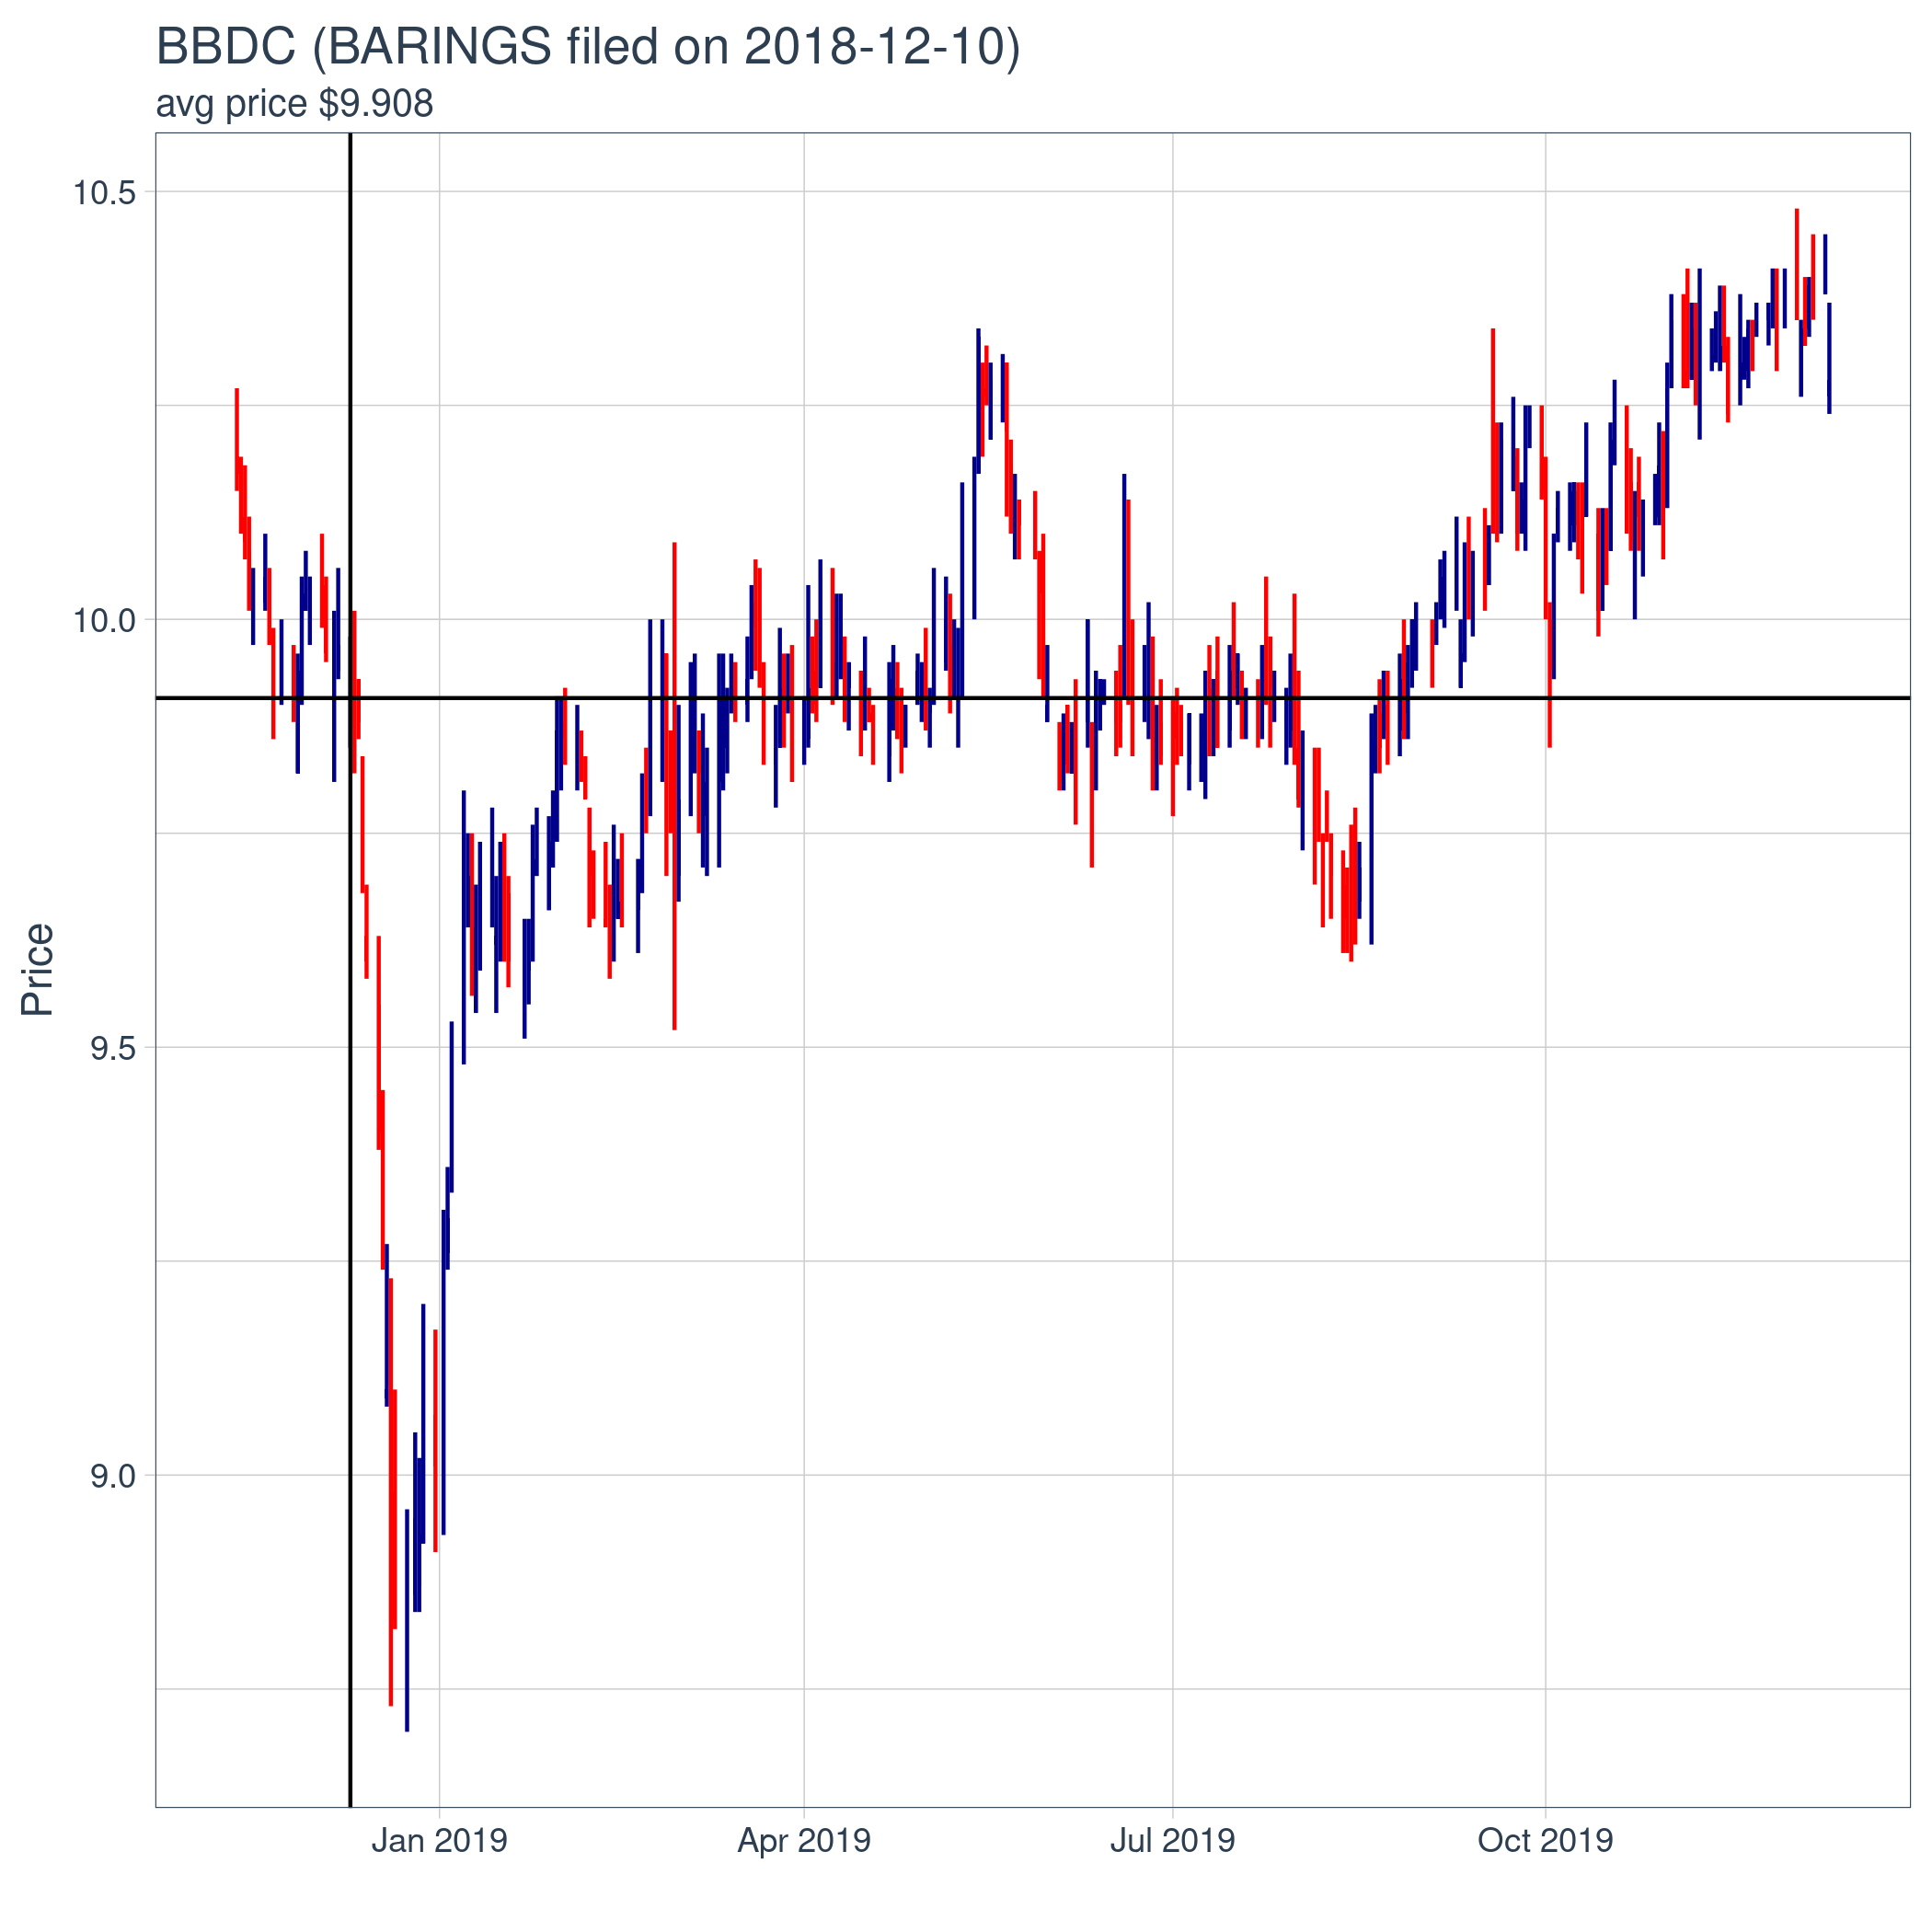 BBDC (BARINGS filed on 2018-12-10)
avg price $9.908
10.5
10.0
9.5
9.0
Price
Jan 2019
Apr 2019
Jul 2019
Oct 2019